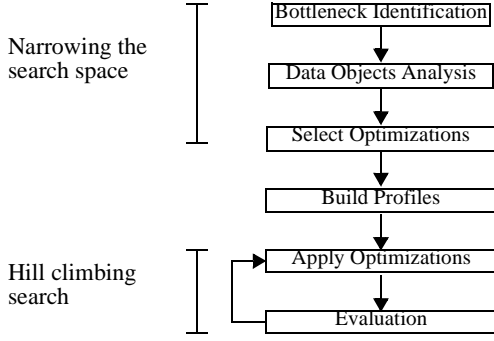 Bottleneck Identification
Narrowing the
search space
Data Objects Analysis
Select Optimizations
Build Profiles
Hill climbing
search
Apply Optimizations
Evaluation